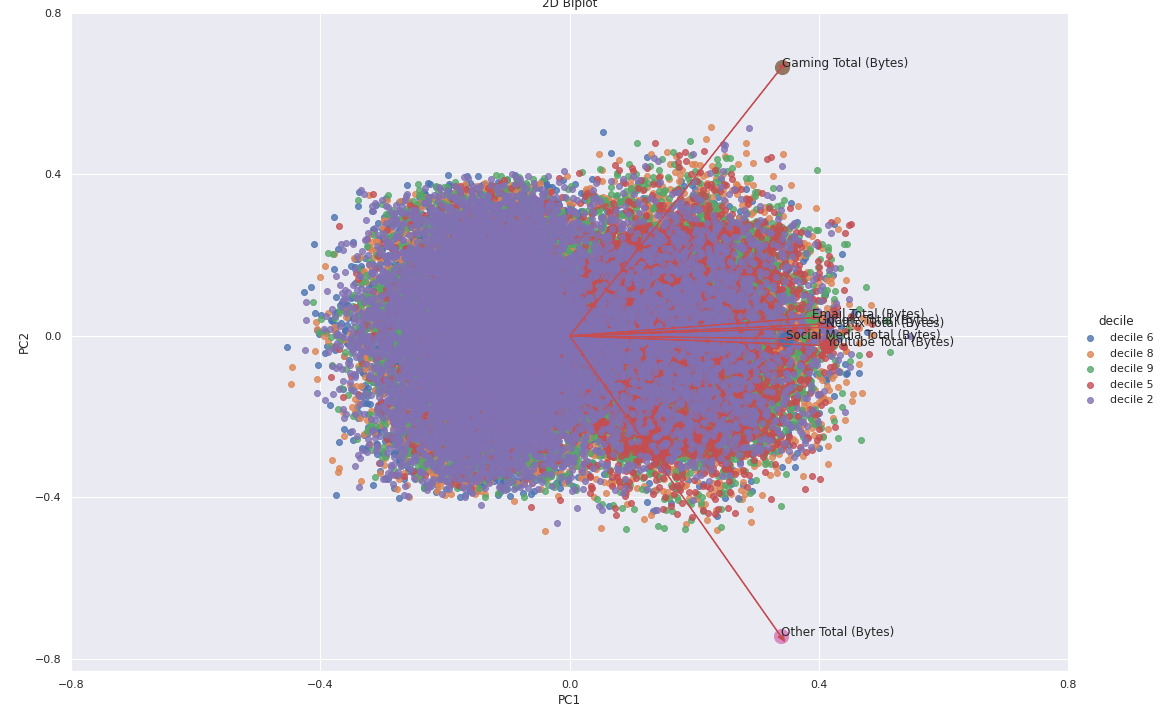 2D Biplot
0.8
0.4
0.0
−0.4
−0.8
PC2
−0.8
−0.4
0.0
0.4
0.8
PC1
Gaming Total (Bytes)
Email Total (Bytes)
Total (Bytes)
Netflix Total (Bytes)
Social Media Total (Bytes)
Youtube Total (Bytes)
Other Total (Bytes)
decile
decile 6
decile 8
decile 9
decile 5
decile 2